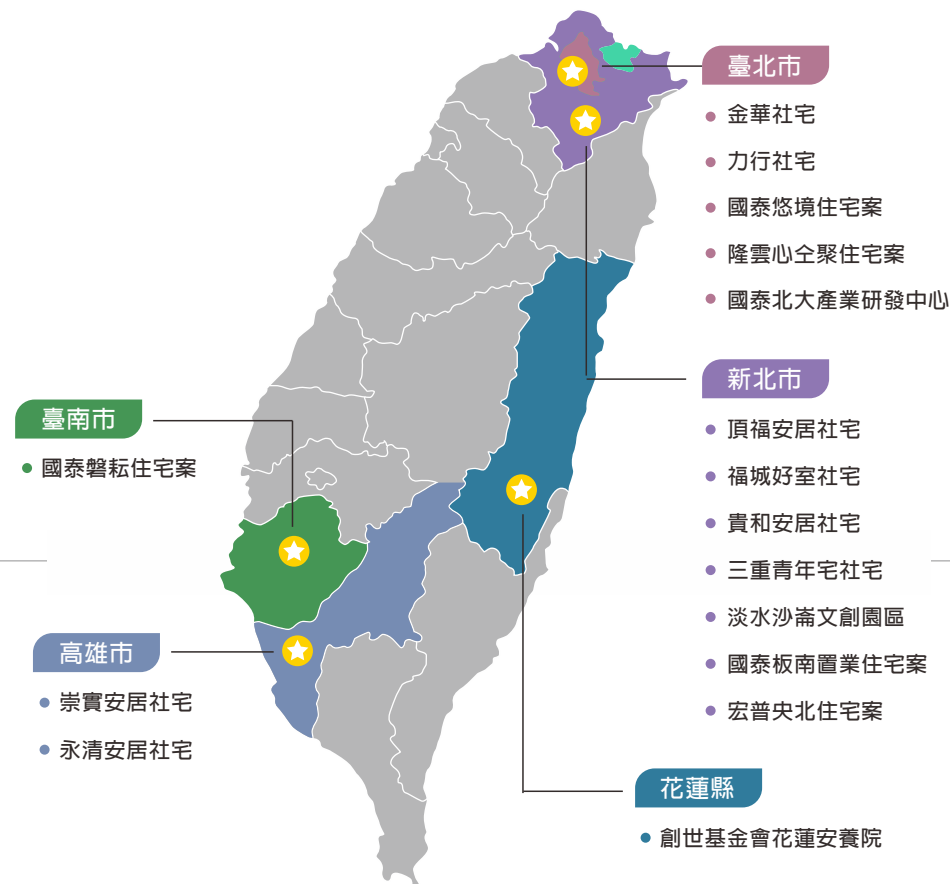 臺北市
金華社宅
力行社宅
國泰悠境住宅案
隆雲心仝聚住宅案
國泰北大產業研發中心
新北市
頂福安居社宅
福城好室社宅
貴和安居社宅
三重青年宅社宅
淡水沙崙文創園區
國泰板南置業住宅案
宏普央北住宅案
臺南市
國泰磐耘住宅案
高雄市
崇實安居社宅
永清安居社宅
花蓮縣
創世基金會花蓮安養院